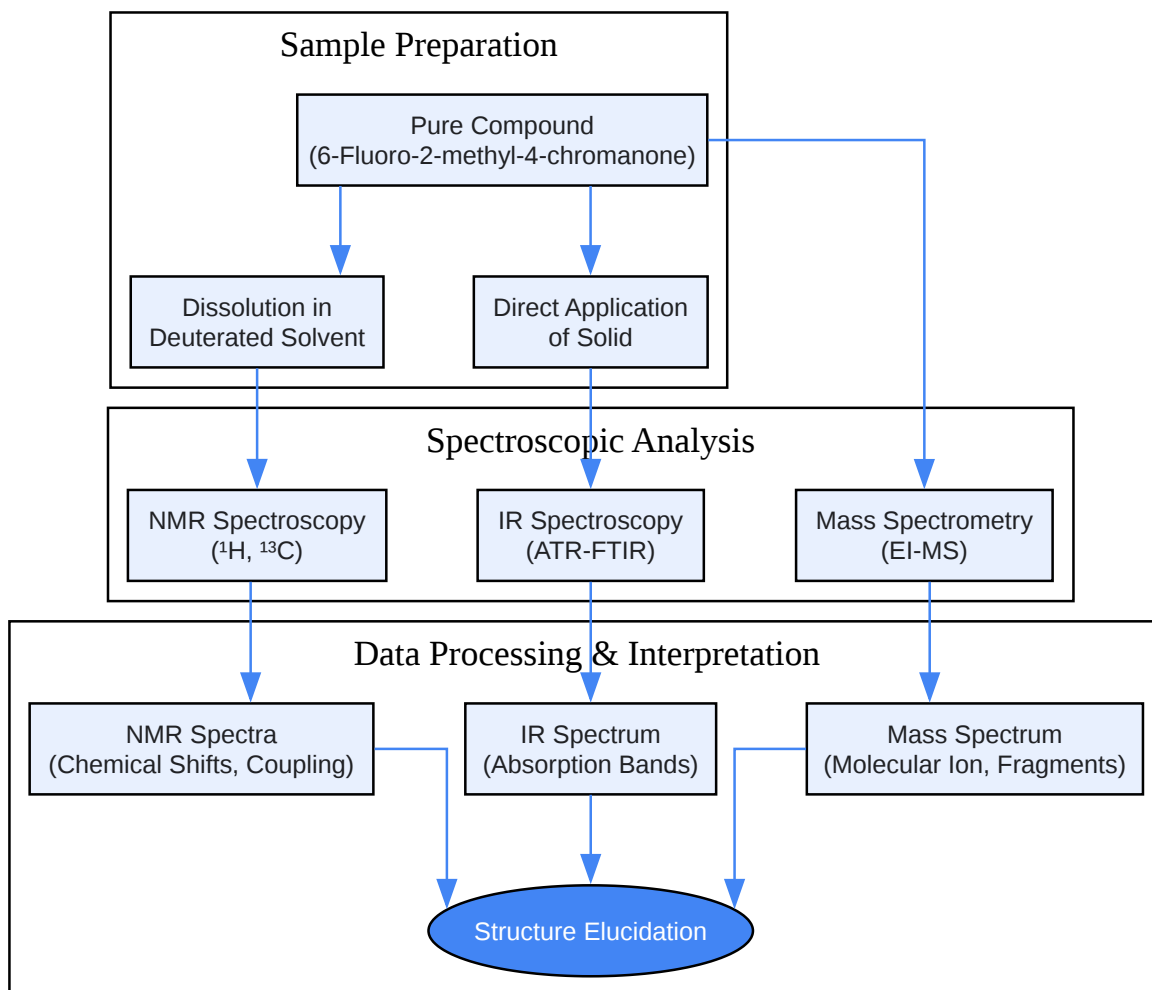 Sample Preparation
Pure Compound
(6-Fluoro-2-methyl-4-chromanone)
Dissolution in
Deuterated Solvent
Direct Application
of Solid
Spectroscopic Analysis
NMR Spectroscopy
(¹H, ¹³C)
IR Spectroscopy
(ATR-FTIR)
Mass Spectrometry
(EI-MS)
Data Processing & Interpretation
NMR Spectra
(Chemical Shifts, Coupling)
IR Spectrum
(Absorption Bands)
Mass Spectrum
(Molecular Ion, Fragments)
Structure Elucidation